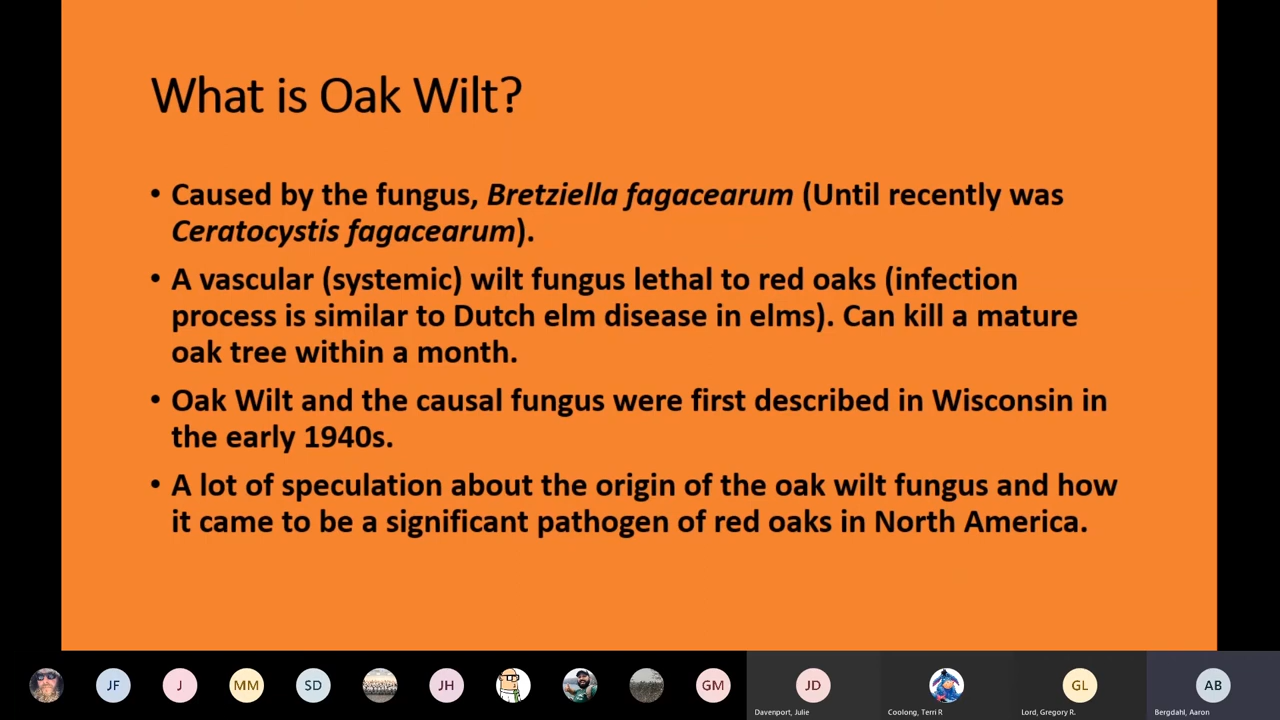 What is Oak Wilt?
• Caused by the fungus, Bretziella fagacearum (Until recently was
Ceratocystis fagacearum).
• A vascular (systemic) wilt fungus lethal to red oaks (infection
process is similar to Dutch elm disease in elms). Can kill a mature
oak tree within a month.
• Oak Wilt and the causal fungus were first described in Wisconsin in
the early 1940s.
• A lot of speculation about the origin of the oak wilt fungus and how
it came to be a significant pathogen of red oaks in North America.
JF J MM SD JH GM JD GL AB
Davenport, Julie Coolong, Terri R Lord, Gregory R. Bergdahl, Aaron